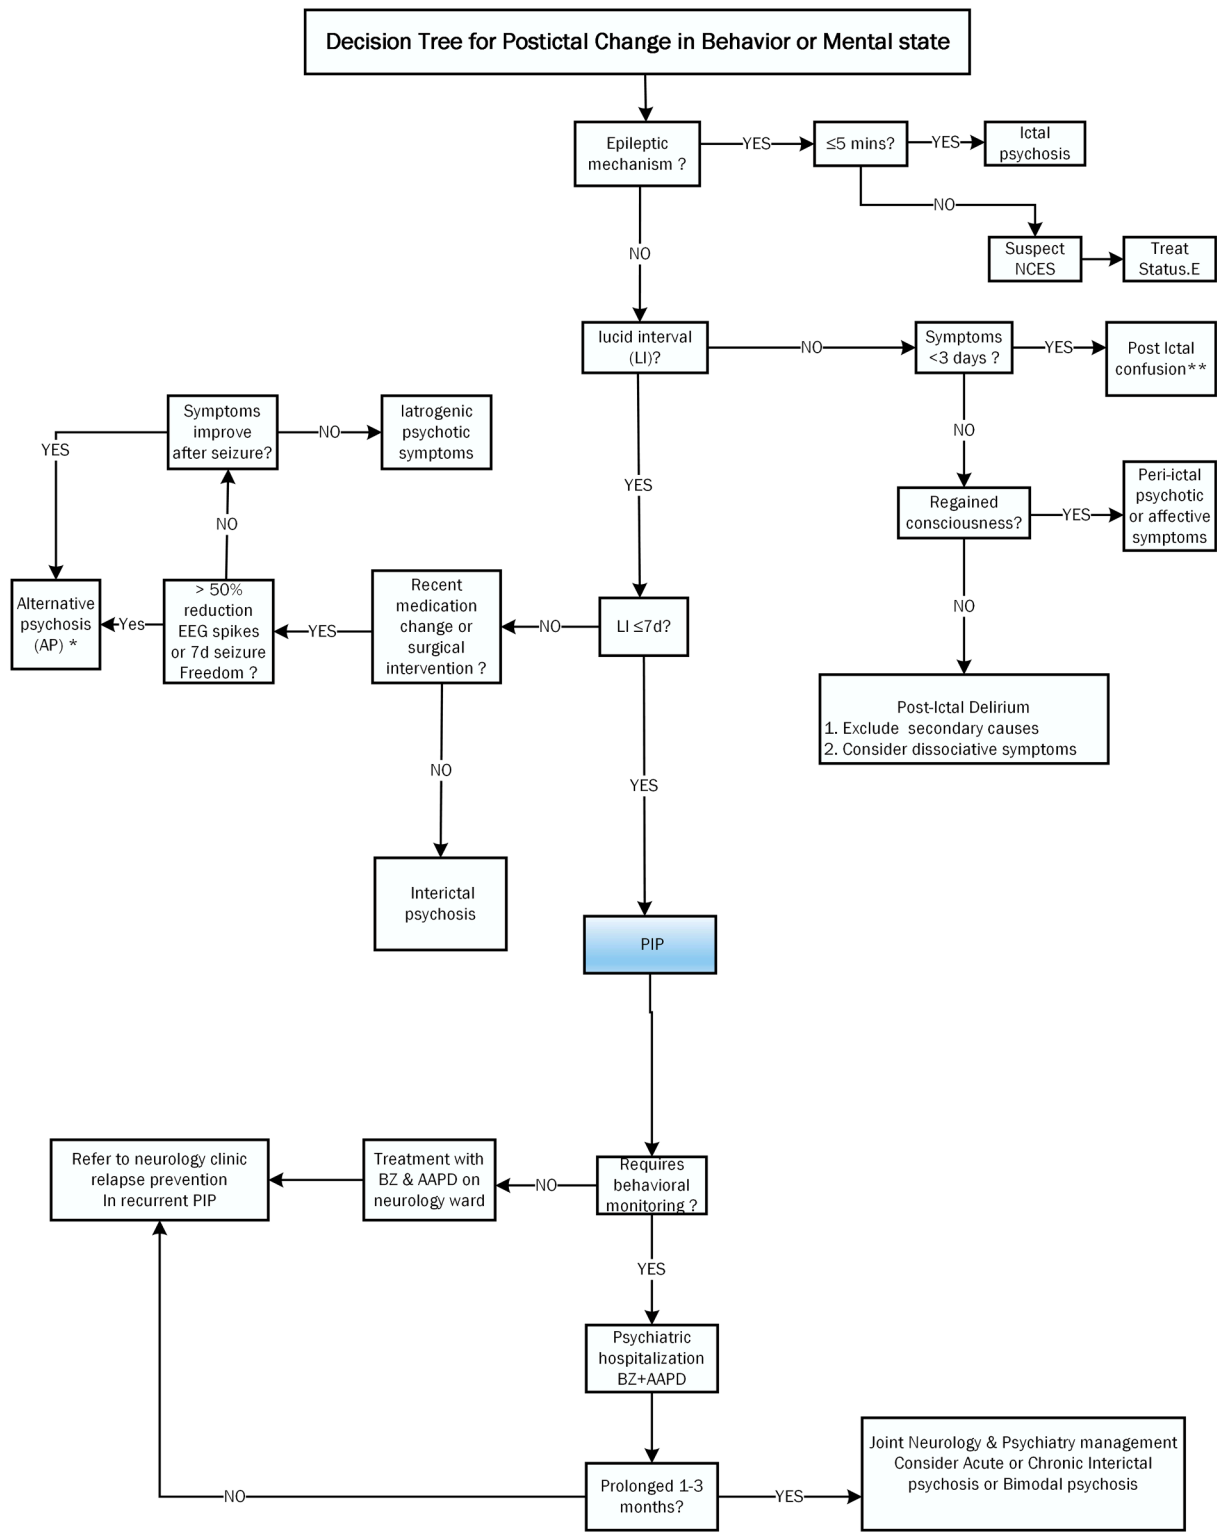 Decision Tree for Postictal Change in Behavior or Mental state
Epileptic
mechanism ?
YES
≤5 mins?
YES
Ictal
psychosis
NO
Suspect
NCES
Treat
Status.E
NO
lucid interval
(LI)?
NO
Symptoms
<3 days ?
YES
Post Ictal
confusion**
NO
Regained
consciousness?
YES
Peri-ictal
psychotic
or affective
symptoms
NO
Post-Ictal Delirium
1. Exclude secondary causes
2. Consider dissociative symptoms
YES
LI ≤7d?
NO
Recent
medication
change or
surgical
intervention ?
YES
> 50%
reduction
EEG spikes
or 7d seizure
Freedom ?
Yes
Alternative
psychosis
(AP) *
NO
Symptoms
improve
after seizure?
YES
NO
Iatrogenic
psychotic
symptoms
NO
Interictal
psychosis
YES
PIP
Requires
behavioral
monitoring ?
NO
Treatment with
BZ & AAPD on
neurology ward
Refer to neurology clinic
relapse prevention
In recurrent PIP
YES
Psychiatric
hospitalization
BZ+AAPD
Prolonged 1-3
months?
NO
YES
Joint Neurology & Psychiatry management
Consider Acute or Chronic Interictal
psychosis or Bimodal psychosis